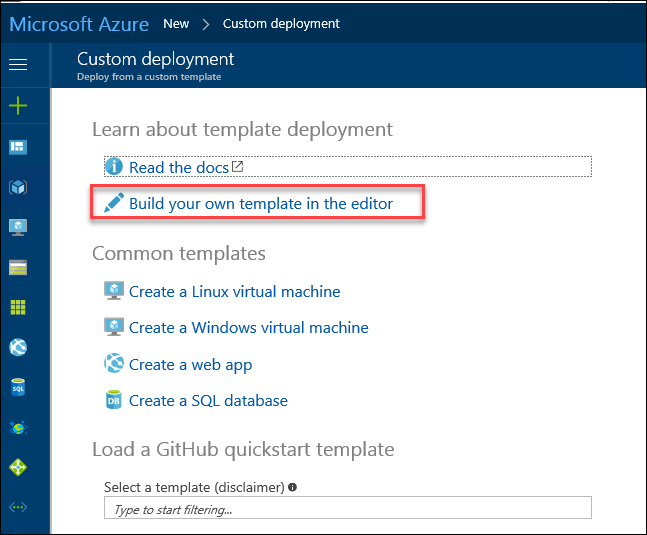 Microsoft Azure New > Custom deployment
Custom deployment
Deploy from a custom template
Learn about template deployment
Read the docs
Build your own template in the editor
Common templates
Create a Linux virtual machine
Create a Windows virtual machine
Create a web app
SQL
DB Create a SQL database
Load a GitHub quickstart template
Select a template (disclaimer)
Type to start filtering...